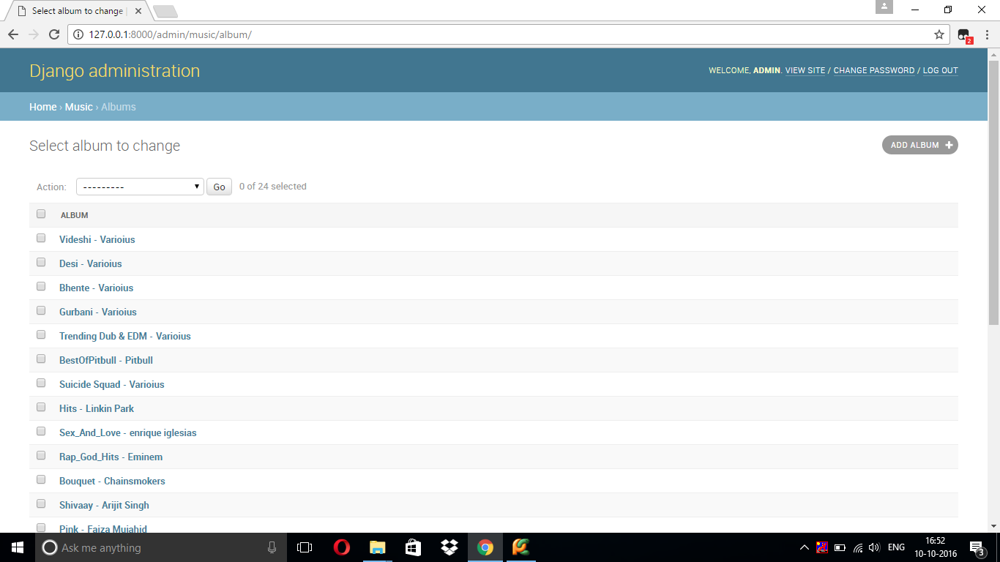 Select album to change |
127.0.0.1:8000/admin/music/album/
2
Django administration
WELCOME, ADMIN. VIEW SITE / CHANGE PASSWORD / LOG OUT
Home › Music › Albums
Select album to change
ADD ALBUM +
Action: --------- Go 0 of 24 selected
ALBUM
Videshi - Varioius
Desi - Varioius
Bhente - Varioius
Gurbani - Varioius
Trending Dub & EDM - Varioius
BestOfPitbull - Pitbull
Suicide Squad - Varioius
Hits - Linkin Park
Sex_And_Love - enrique iglesias
Rap_God_Hits - Eminem
Bouquet - Chainsmokers
Shivaay - Arijit Singh
Pink - Faiza Mujahid
Ask me anything
ENG
16:52
10-10-2016
3